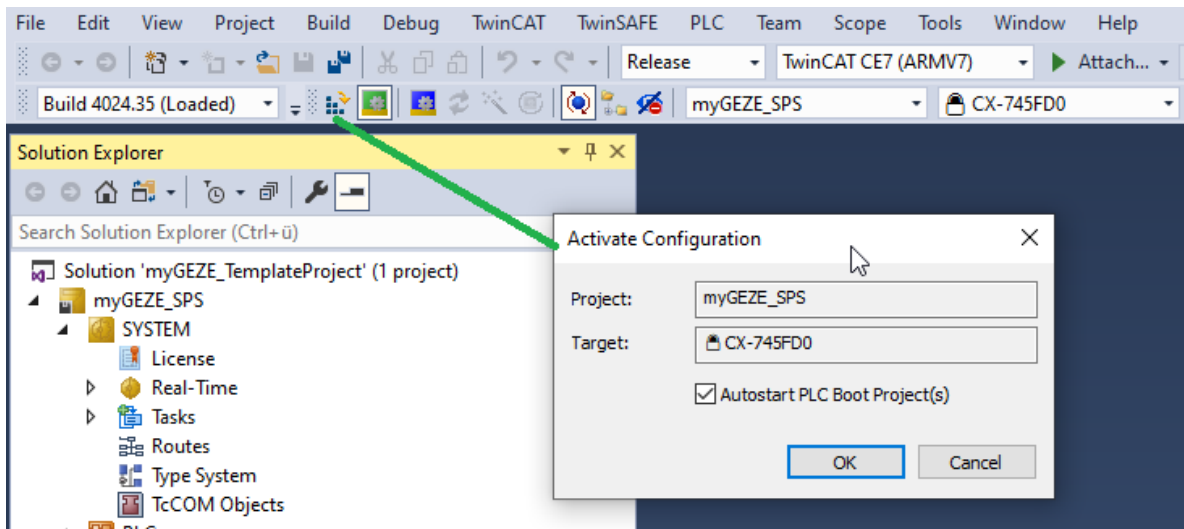 File Edit View Project Build Debug TwinCAT TwinSAFE PLC Team Scope Tools Window Help
Release TwinCAT CE7 (ARMV7) Attach...
Build 4024.35 (Loaded) myGEZE_SPS CX-745FD0
Solution Explorer
Search Solution Explorer (Ctrl+ü)
Solution 'myGEZE_TemplateProject' (1 project)
myGEZE_SPS
SYSTEM
License
Real-Time
Tasks
Routes
Type System
TcCOM Objects
Activate Configuration
Project: myGEZE_SPS
Target: CX-745FD0
Autostart PLC Boot Project(s)
OK Cancel